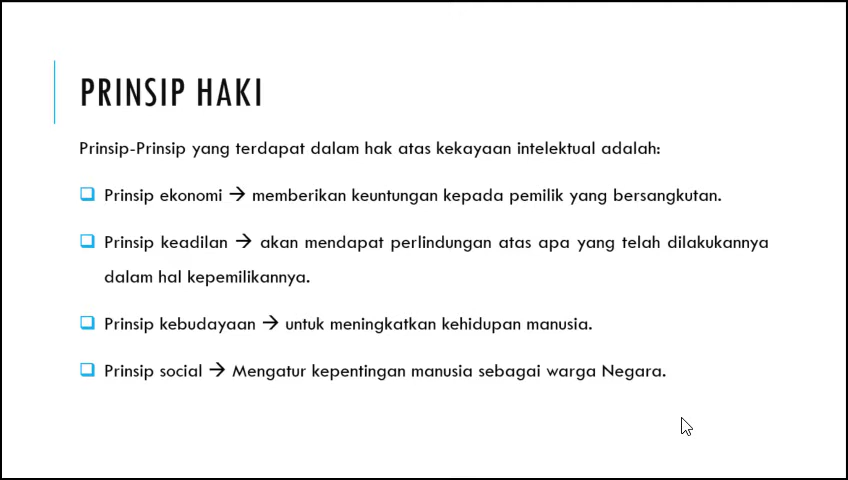 PRINSIP HAKI
Prinsip-Prinsip yang terdapat dalam hak atas kekayaan intelektual adalah:
Prinsip ekonomi → memberikan keuntungan kepada pemilik yang bersangkutan.
Prinsip keadilan → akan mendapat perlindungan atas apa yang telah dilakukannya
dalam hal kepemilikannya.
Prinsip kebudayaan → untuk meningkatkan kehidupan manusia.
Prinsip social → Mengatur kepentingan manusia sebagai warga Negara.